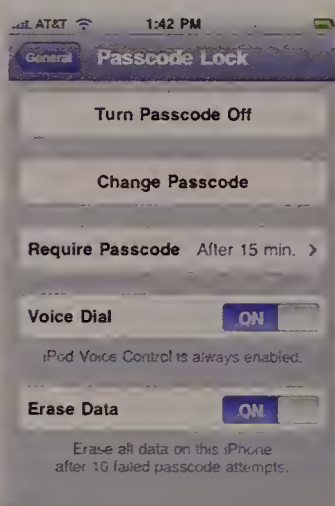 AT&T 1:42 PM
General Passcode Lock
Turn Passcode Off
Change Passcode
Require Passcode After 15 min. >
Voice Dial ON
iPod Voice Control is always enabled.
Erase Data ON
Erase all data on this iPhone
after 10 failed passcode attempts.